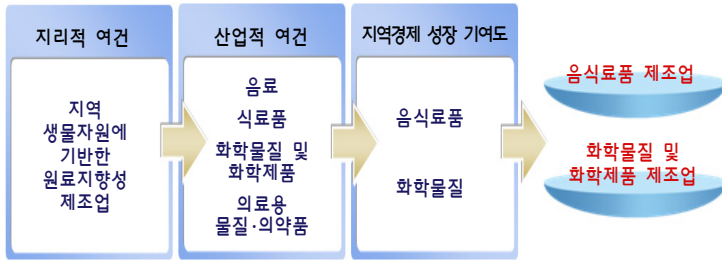 지리적 여건
지역
생물자원에
기반한
원료지향성
제조업
산업적 여건
음료
식료품
화학물질 및
화학제품
의료용
물질·의약품
지역경제 성장 기여도
음식료품
화학물질
음식료품 제조업
화학물질 및
화학제품 제조업